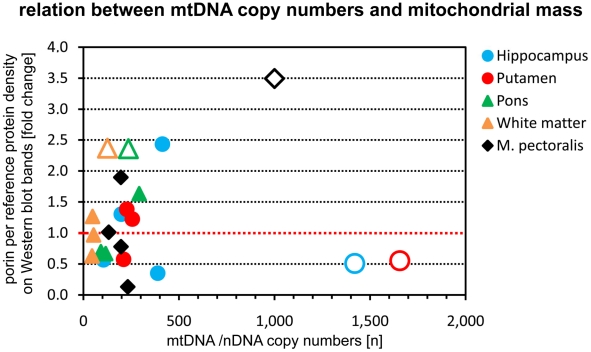 relation between mtDNA copy numbers and mitochondrial mass
porin per reference protein density
on Western blot bands [fold change]
4.0
3.5
3.0
2.5
2.0
1.5
1.0
0.5
0.0
0
500
1,000
1,500
2,000
mtDNA /nDNA copy numbers [n]
Hippocampus
Putamen
Pons
White matter
M. pectoralis